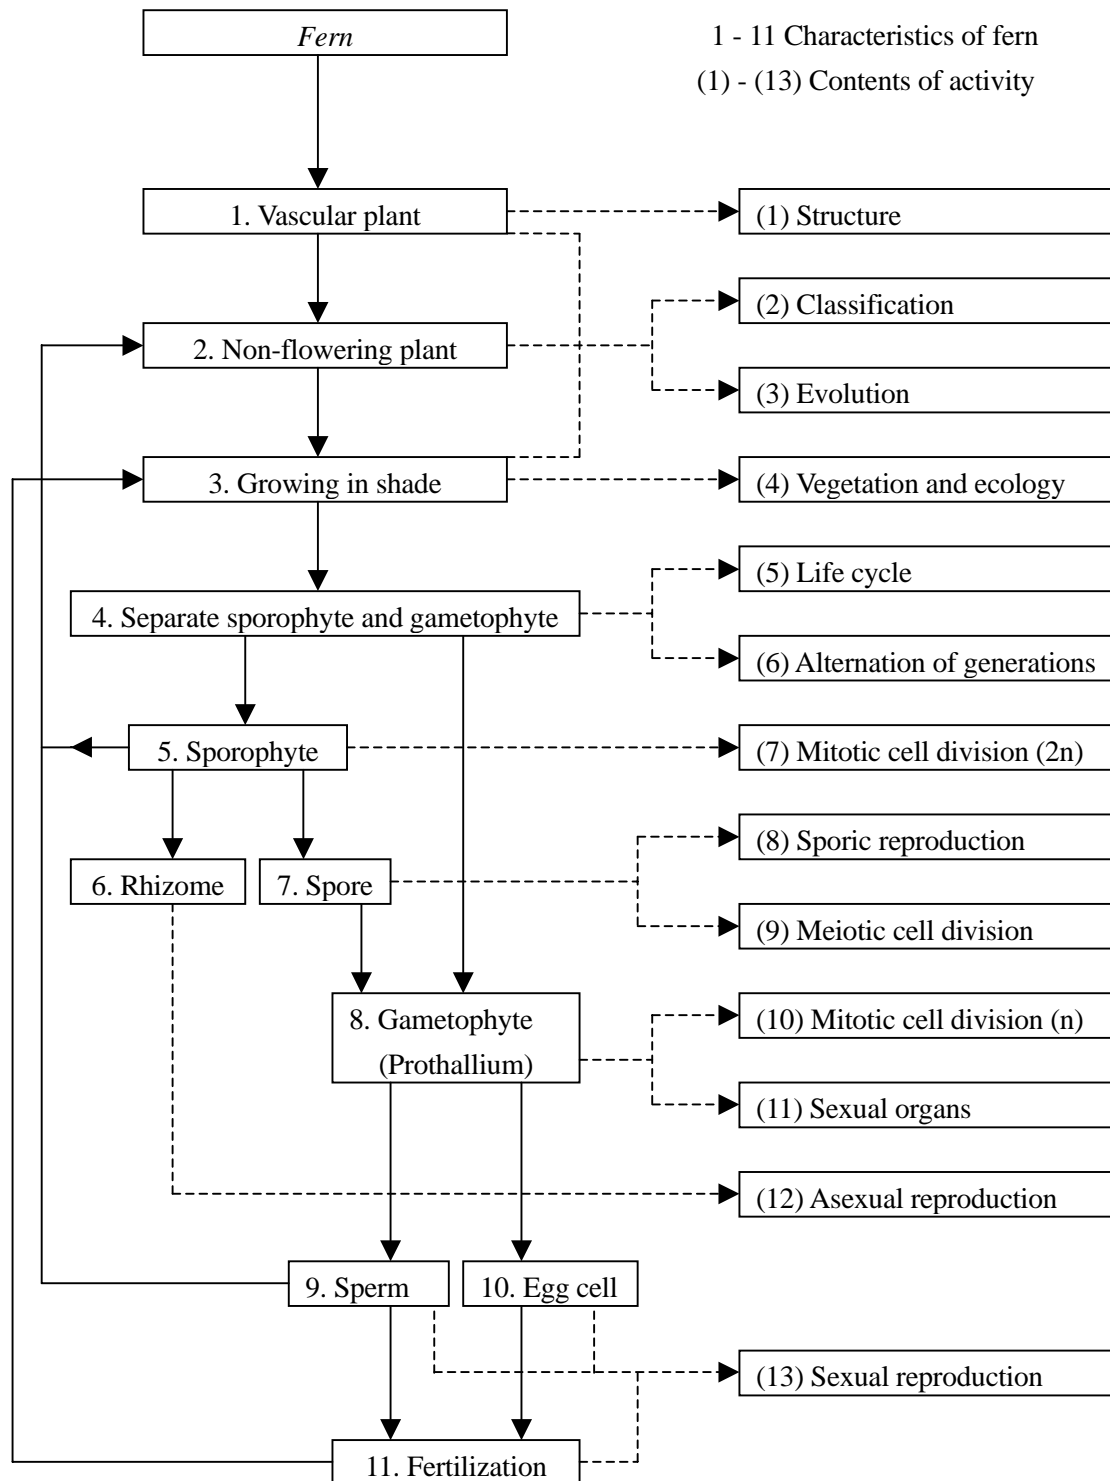 Fern
1 - 11 Characteristics of fern
(1) - (13) Contents of activity
1. Vascular plant
(1) Structure
(2) Classification
2. Non-flowering plant
(3) Evolution
3. Growing in shade
(4) Vegetation and ecology
(5) Life cycle
4. Separate sporophyte and gametophyte
(6) Alternation of generations
5. Sporophyte
(7) Mitotic cell division (2n)
(8) Sporic reproduction
6. Rhizome
7. Spore
(9) Meiotic cell division
8. Gametophyte
(Prothallium)
(10) Mitotic cell division (n)
(11) Sexual organs
(12) Asexual reproduction
9. Sperm
10. Egg cell
(13) Sexual reproduction
11. Fertilization